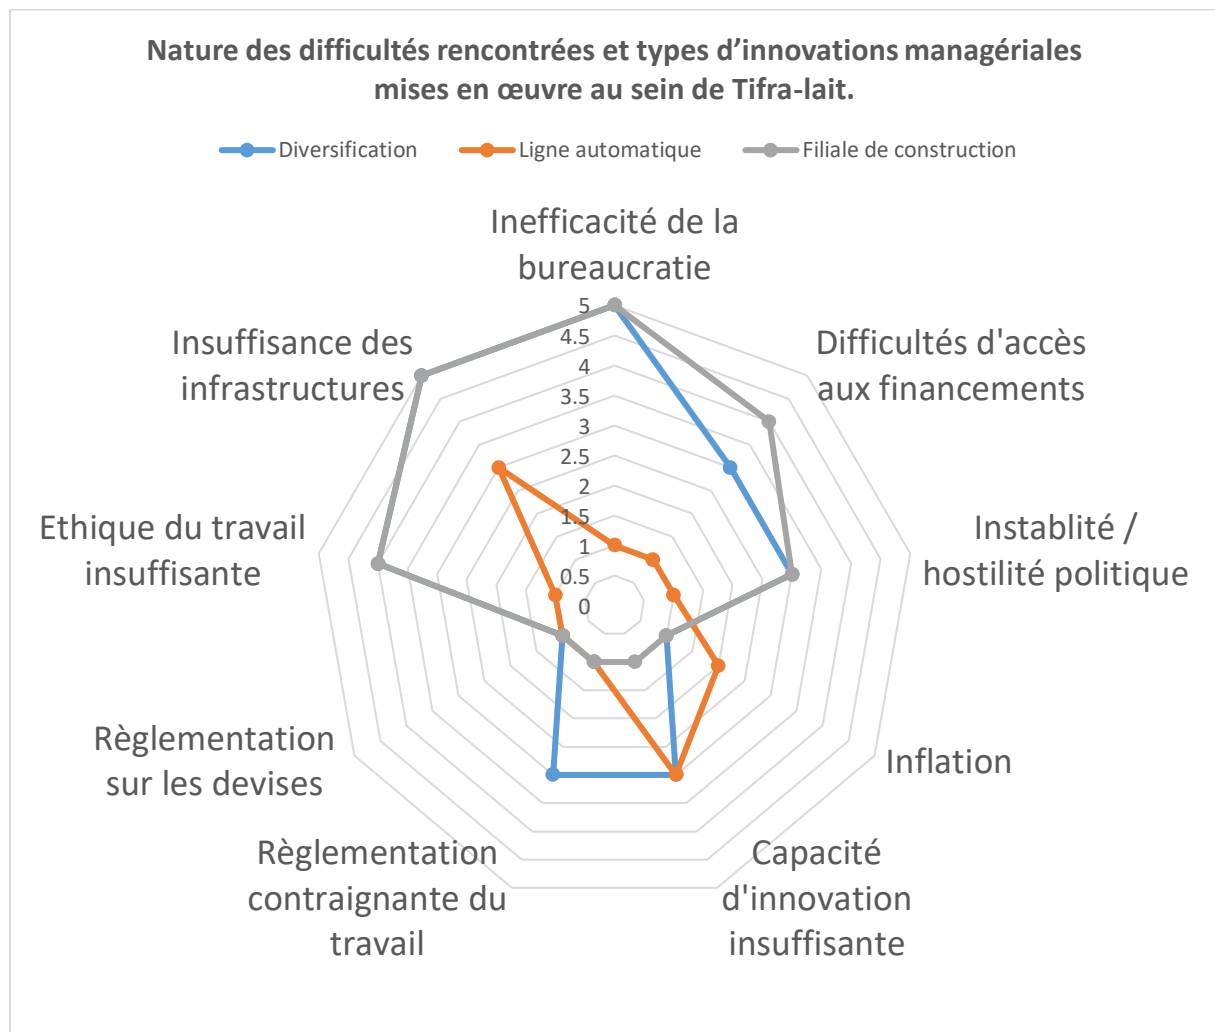 Nature des difficultés rencontrées et types d’innovations managériales
mises en œuvre au sein de Tifra-lait.
Diversification
Ligne automatique
Filiale de construction
Inefficacité de la
bureaucratie
Difficultés d'accès
aux financements
Instablité /
hostilité politique
Inflation
Capacité
d'innovation
insuffisante
Règlementation
contraignante du
travail
Règlementation
sur les devises
Ethique du travail
insuffisante
Insuffisance des
infrastructures
5
4.5
4
3.5
3
2.5
2
1.5
1
0.5
0